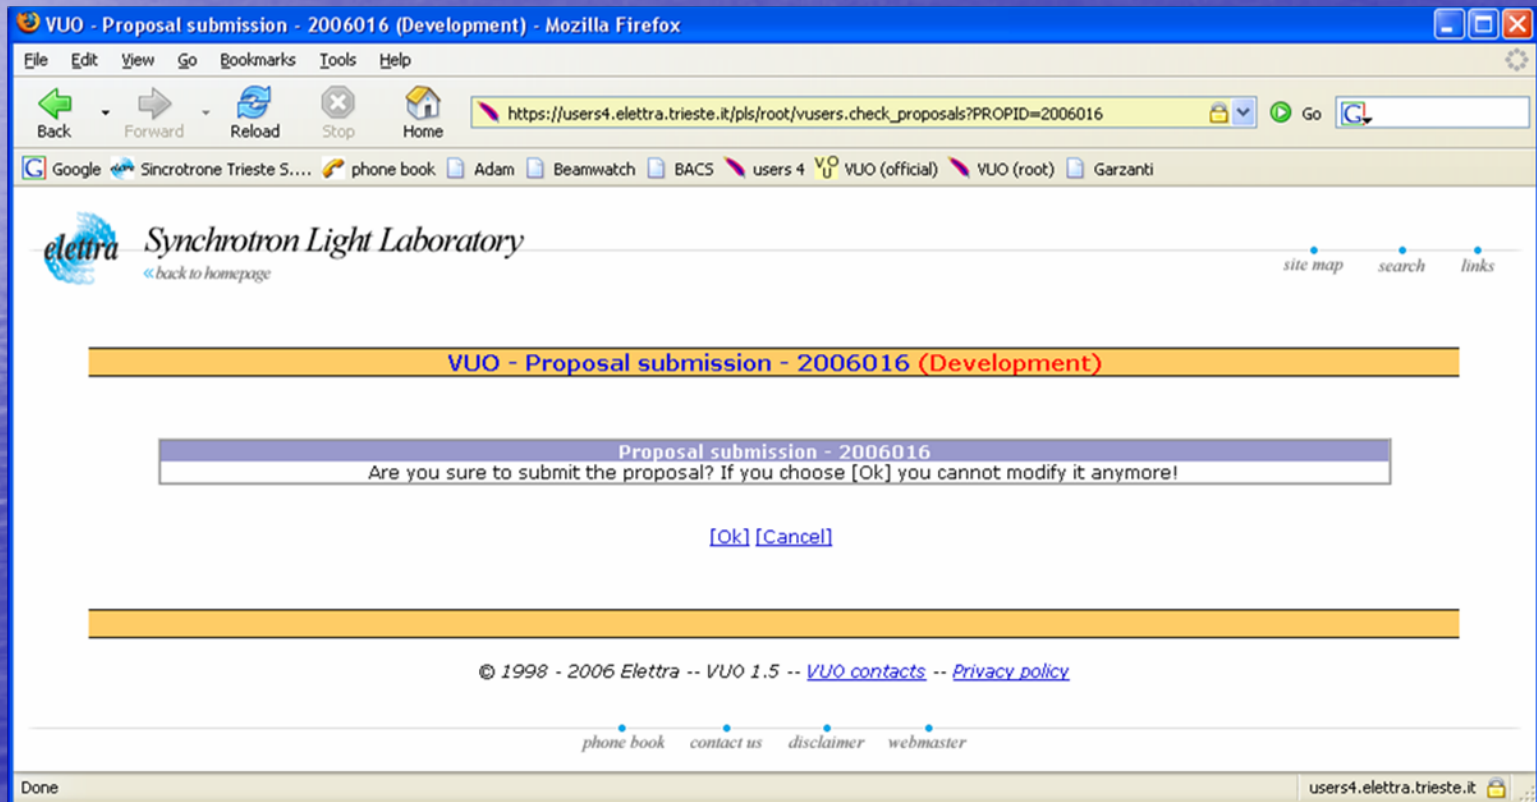 VUO - Proposal submission - 2006016 (Development) - Mozilla Firefox
File Edit View Go Bookmarks Tools Help
Back Forward Reload Stop Home https://users4.elettra.trieste.it/pls/root/vusers.check_proposals?PROPID=2006016 Go G
G Google Sincrotrone Trieste S.... phone book Adam Beamwatch BACS users 4 VUO VUO (official) VUO (root) Garzanti
elettra Synchrotron Light Laboratory
«back to homepage
site map search links
VUO - Proposal submission - 2006016 (Development)
Proposal submission - 2006016
Are you sure to submit the proposal? If you choose [Ok] you cannot modify it anymore!
[Ok] [Cancel]
© 1998 - 2006 Elettra -- VUO 1.5 -- VUO contacts -- Privacy policy
phone book contact us disclaimer webmaster
Done users4.elettra.trieste.it